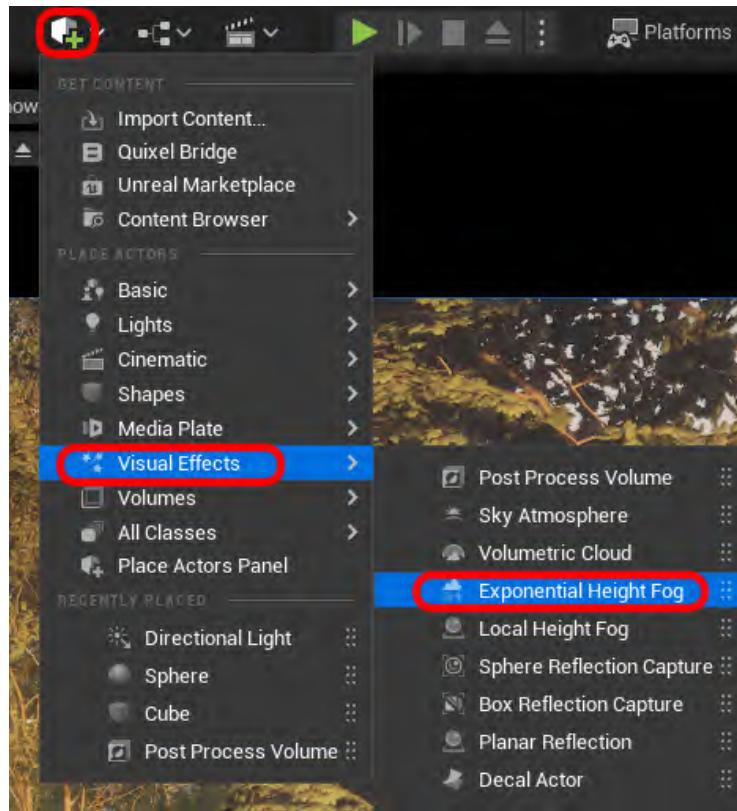 Platforms
GET CONTENT
how
Import Content...
Quixel Bridge
Unreal Marketplace
Content Browser
PLACE ACTORS
Basic
Lights
Cinematic
Shapes
Media Plate
Visual Effects
Volumes
All Classes
Place Actors Panel
RECENTLY PLACED
Directional Light
Sphere
Cube
Post Process Volume
Post Process Volume
Sky Atmosphere
Volumetric Cloud
Exponential Height Fog
Local Height Fog
Sphere Reflection Capture
Box Reflection Capture
Planar Reflection
Decal Actor